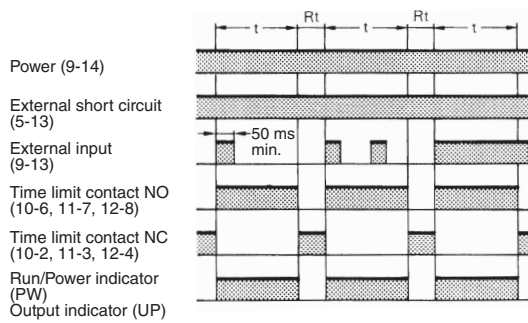 t Rt t Rt t
Power (9-14)
External short circuit
(5-13)
External input
(9-13)
50 ms
min.
Time limit contact NO
(10-6, 11-7, 12-8)
Time limit contact NC
(10-2, 11-3, 12-4)
Run/Power indicator
(PW)
Output indicator (UP)